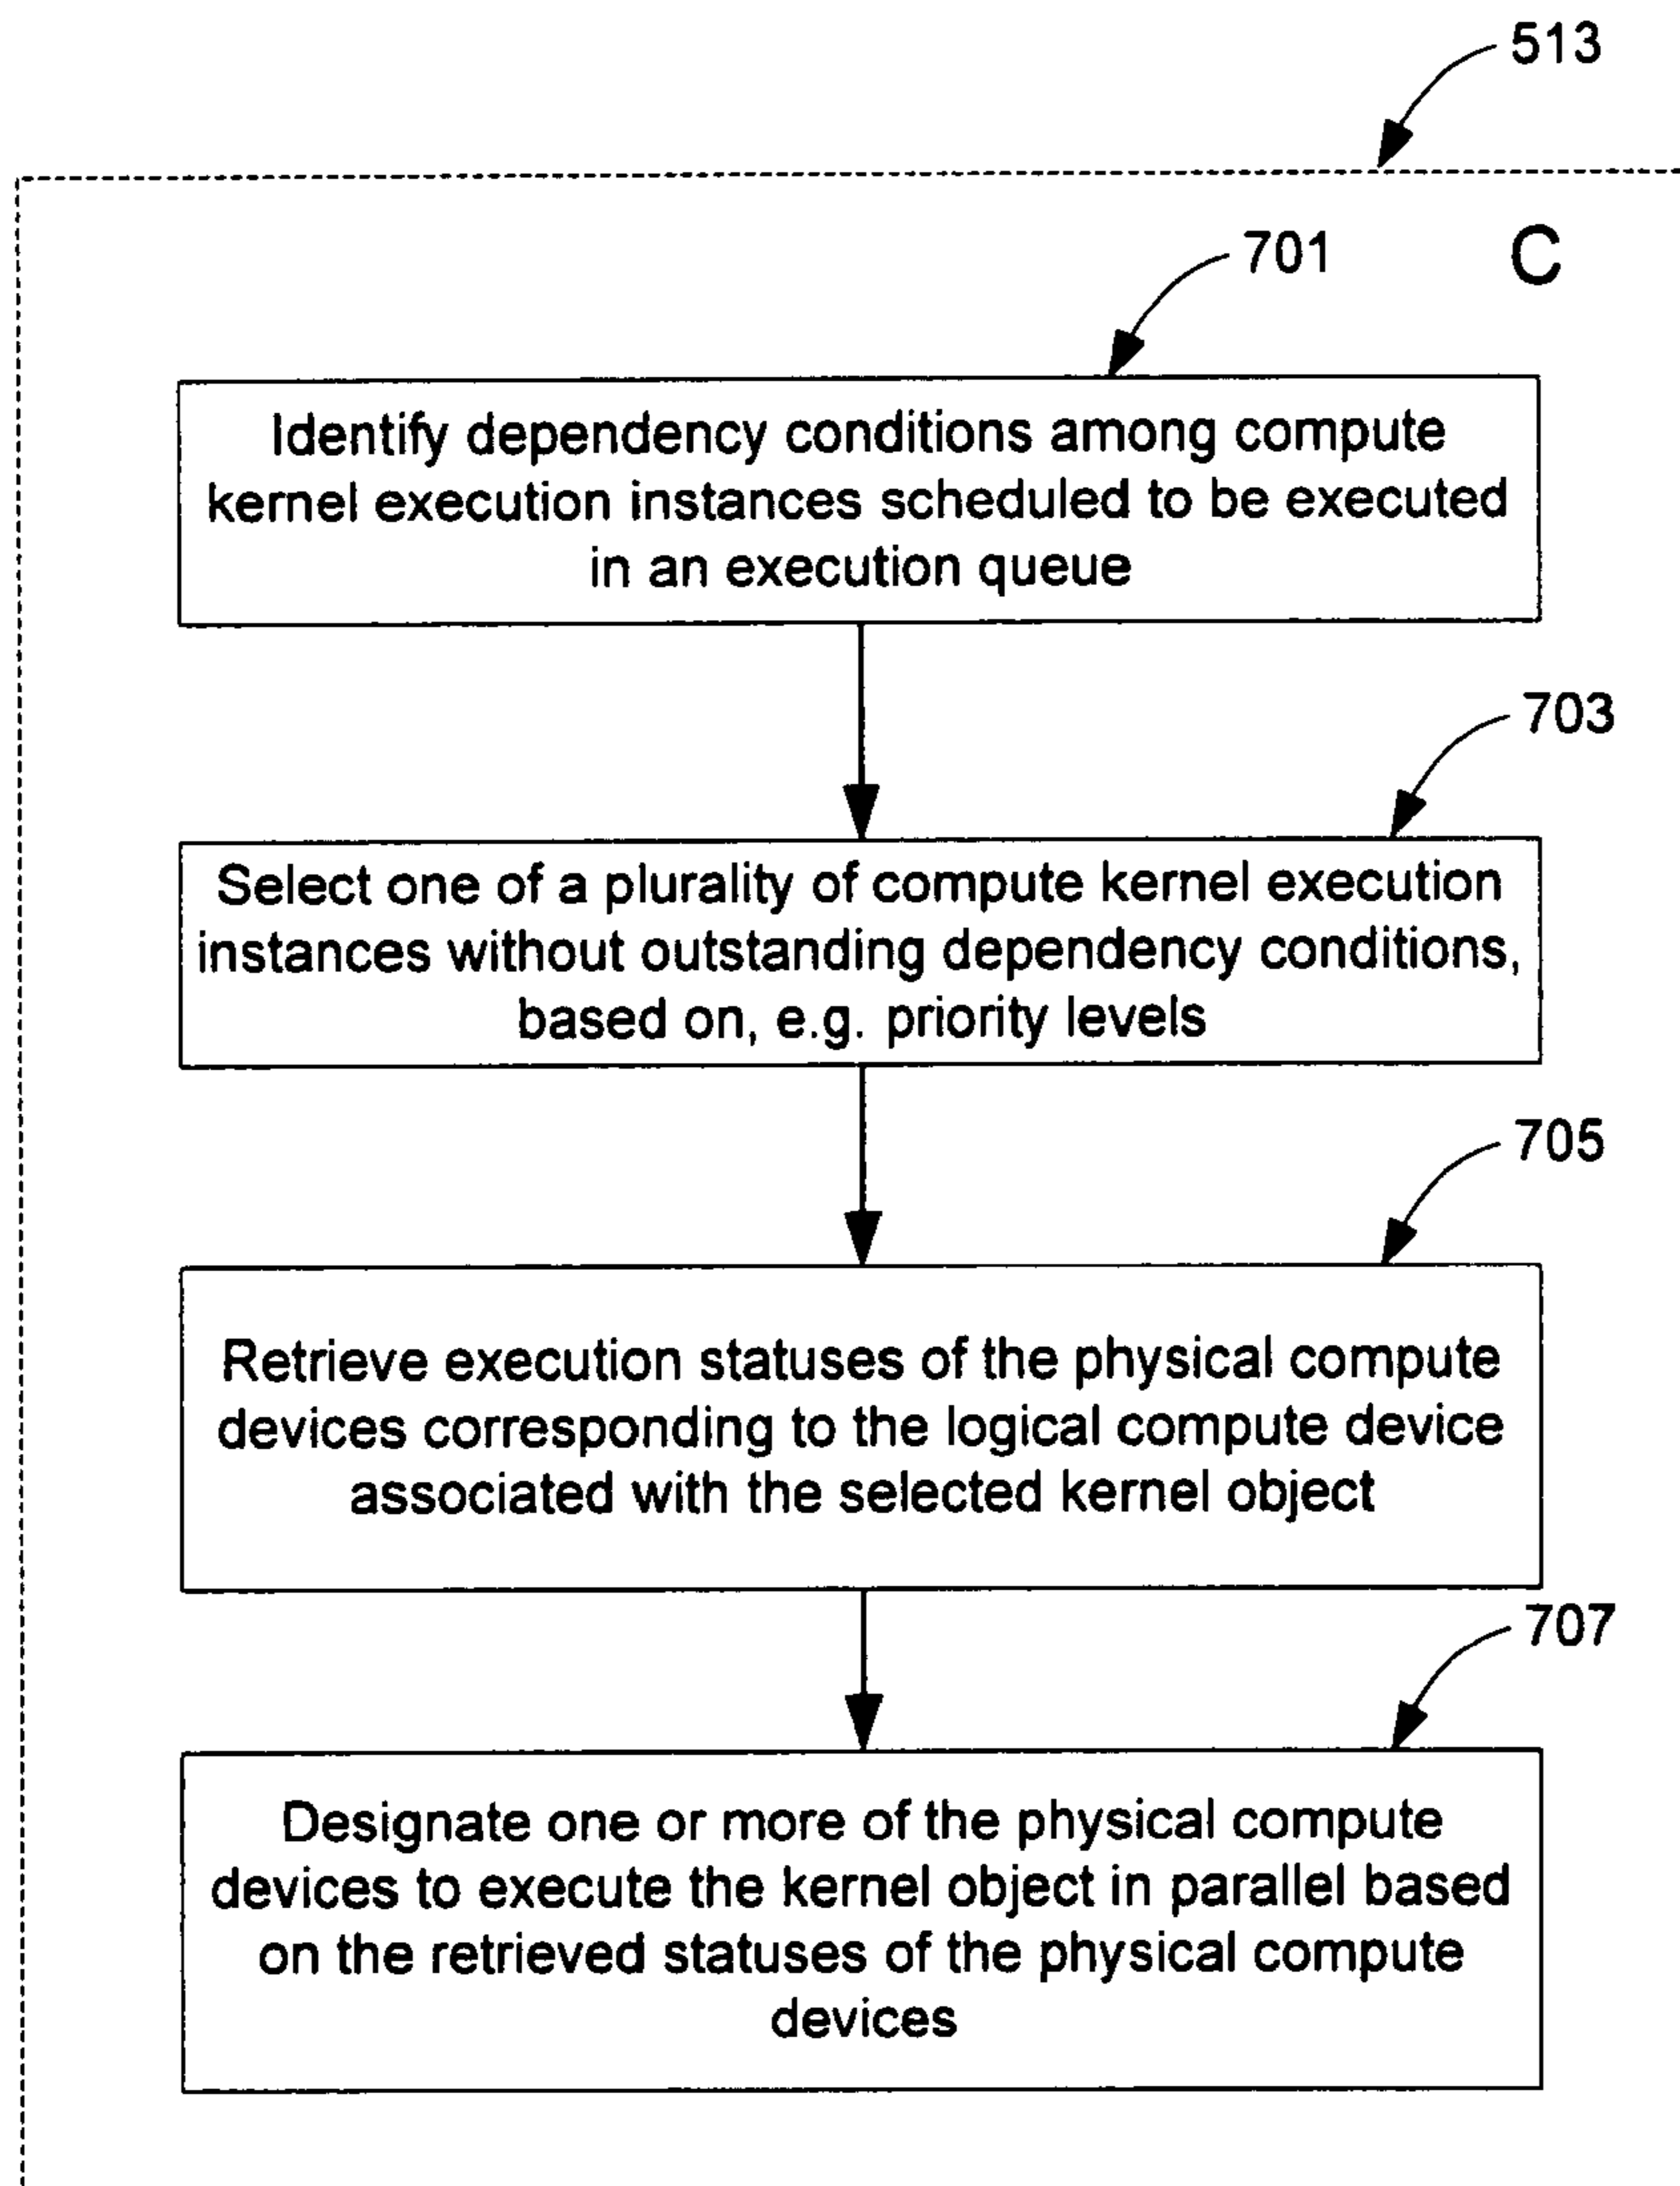 513
C
701
Identify dependency conditions among compute
kernel execution instances scheduled to be executed
in an execution queue
703
Select one of a plurality of compute kernel execution
instances without outstanding dependency conditions,
based on, e.g. priority levels
705
Retrieve execution statuses of the physical compute
devices corresponding to the logical compute device
associated with the selected kernel object
707
Designate one or more of the physical compute
devices to execute the kernel object in parallel based
on the retrieved statuses of the physical compute
devices